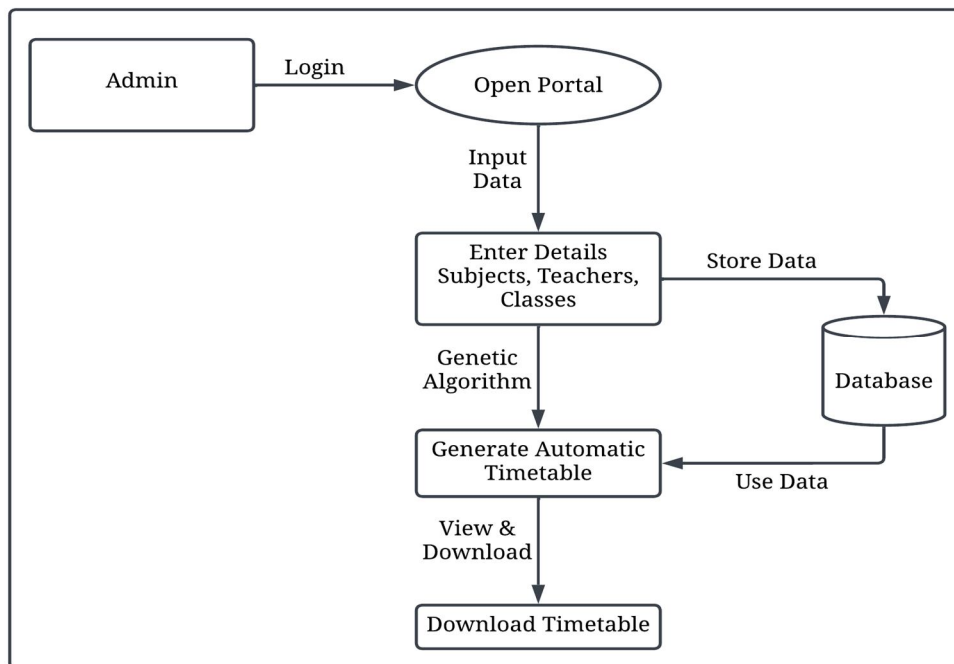 Admin
Login
Open Portal
Input
Data
Enter Details
Subjects, Teachers,
Classes
Store Data
Database
Genetic
Algorithm
Generate Automatic
Timetable
Use Data
View &
Download
Download Timetable